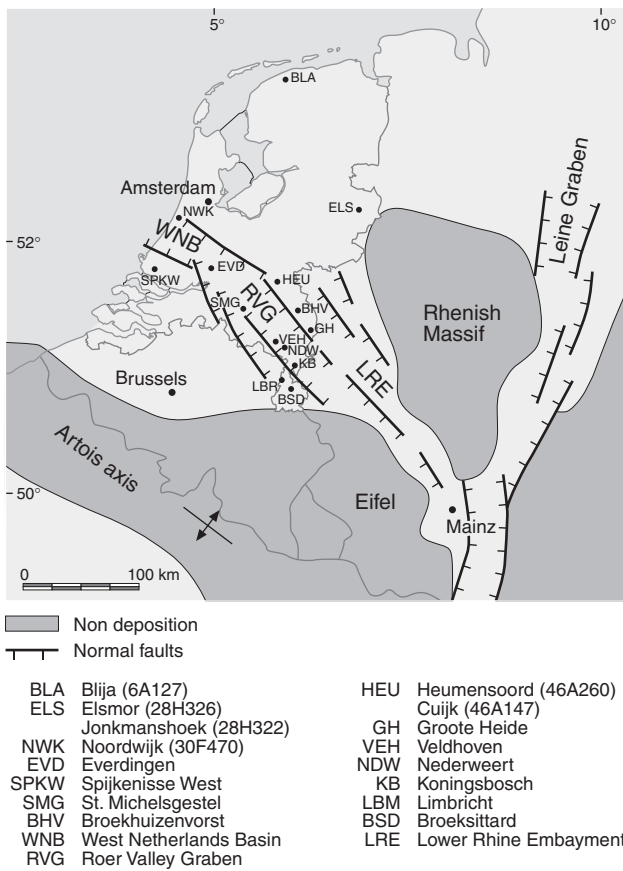 5°
10°
BLA
Amsterdam
ELS
NWK
Leine Graben
52°
WNB
EVD
SPKW
HEU
SMG
RVG
BHV
GH
Rhenish
Massif
VEH
NDW
KB
LRE
Brussels
LBR
BSD
Artois axis
50°
Eifel
Mainz
0 100 km
Non deposition
Normal faults
BLA Blija (6A127)
ELS Elsmor (28H326)
Jonkmanshoek (28H322)
NWK Noordwijk (30F470)
EVD Everdingen
SPKW Spijkenisse West
SMG St. Michelsgestel
BHV Broekhuizenvorst
WNB West Netherlands Basin
RVG Roer Valley Graben
HEU Heumensoord (46A260)
Cuijk (46A147)
GH Groote Heide
VEH Veldhoven
NDW Nederweert
KB Koningsbosch
LBM Limbricht
BSD Broeksittard
LRE Lower Rhine Embayment